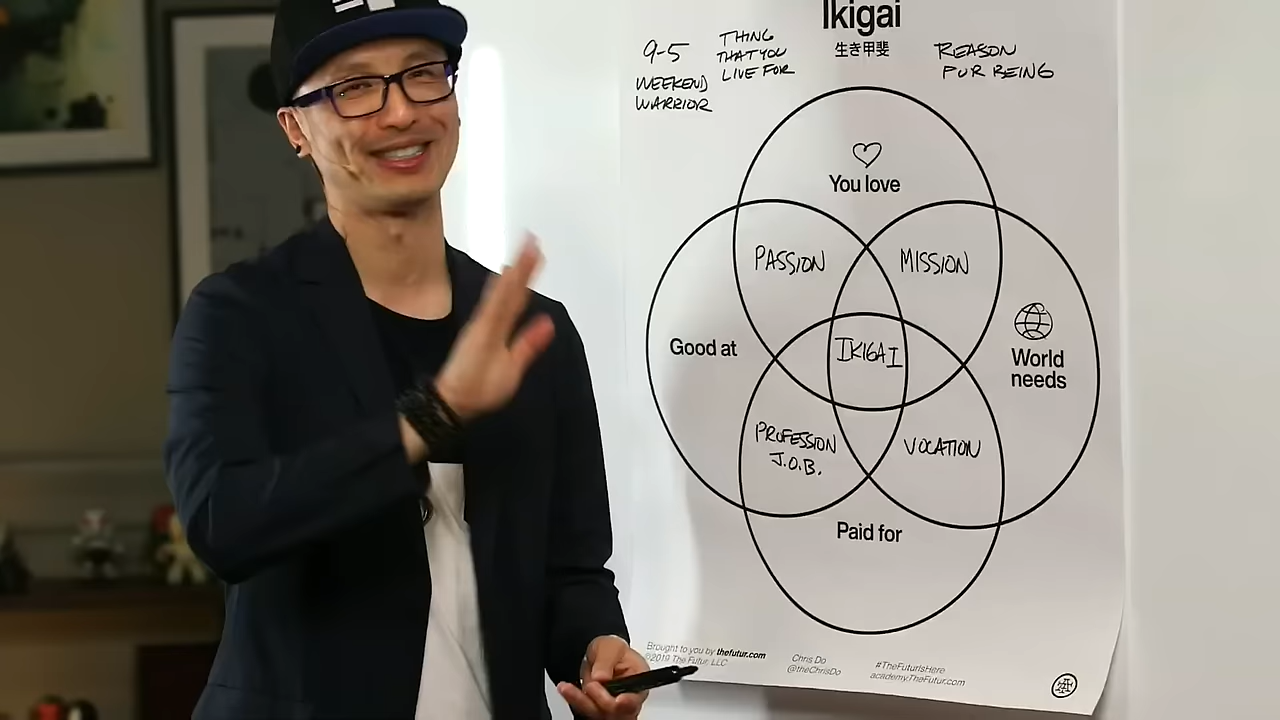 Ikigai
生き甲斐
9-5
WEEKEND
WARRIOR
THING
THAT YOU
LIVE FOR
REASON
FUR BEING
You love
PASSION
MISSION
Good at
IKIGAI
World
needs
PROFESSION
J.O.B.
VOCATION
Paid for
Brought to you by thefutur.com
©2019 The Futur, LLC
Chris Do
@theChrisDo
#TheFuturIsHere
academy.TheFutur.com